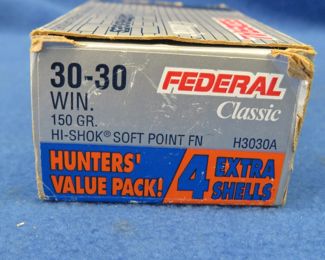 30-30
WIN.
150 GR.
HI-SHOK® SOFT POINT FN
FEDERAL
Classic
H3030A
HUNTERS'
VALUE PACK!
4 EXTRA
SHELLS